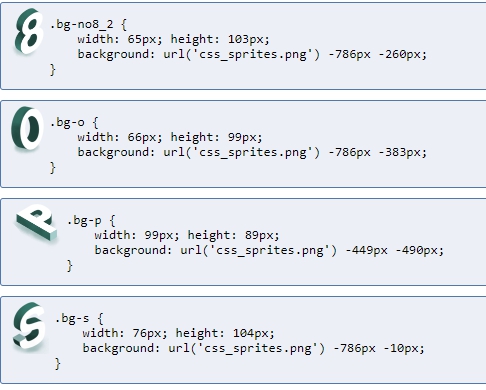 8
.bg-no8_2 {
    width: 65px; height: 103px;
    background: url('css_sprites.png') -786px -260px;
}
O
.bg-o {
    width: 66px; height: 99px;
    background: url('css_sprites.png') -786px -383px;
}
P
.bg-p {
    width: 99px; height: 89px;
    background: url('css_sprites.png') -449px -490px;
}
S
.bg-s {
    width: 76px; height: 104px;
    background: url('css_sprites.png') -786px -10px;
}